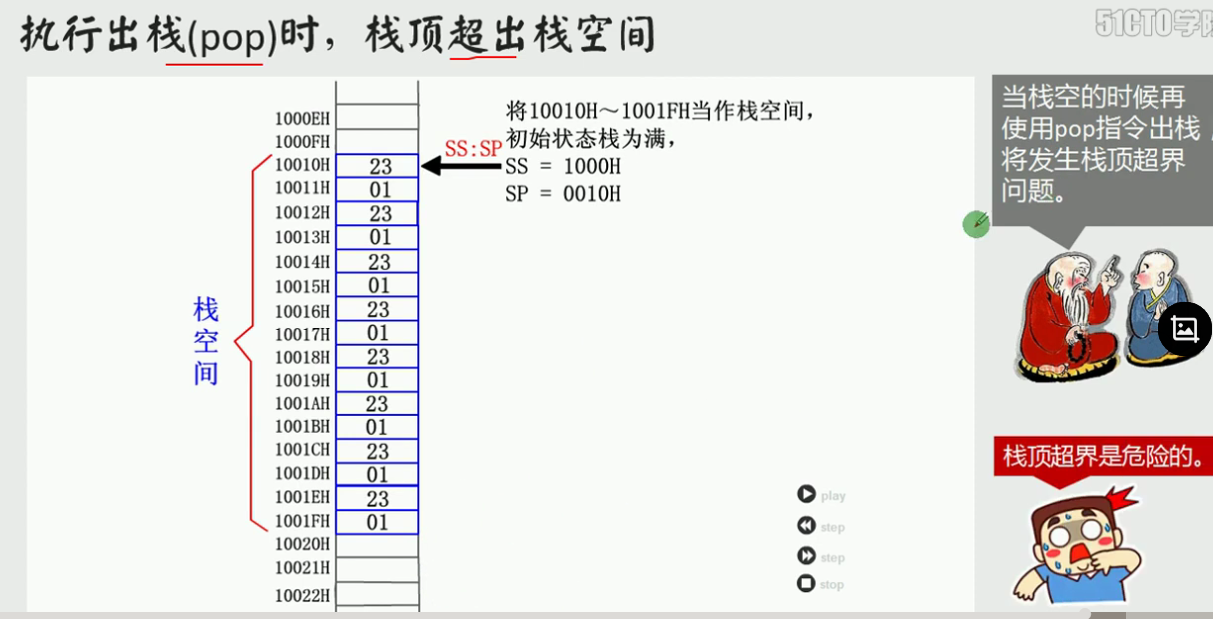 执行出栈(pop)时，栈顶超出栈空间
51CTO学院
当栈空的时候再
使用pop指令出栈，
将发生栈顶超界
问题。
将10010H～1001FH当作栈空间，
初始状态栈为满，
SS = 1000H
SP = 0010H
SS:SP
栈空间
1000EH
1000FH
10010H 23
10011H 01
10012H 23
10013H 01
10014H 23
10015H 01
10016H 23
10017H 01
10018H 23
10019H 01
1001AH 23
1001BH 01
1001CH 23
1001DH 01
1001EH 23
1001FH 01
10020H
10021H
10022H
play
step
step
stop
栈顶超界是危险的。